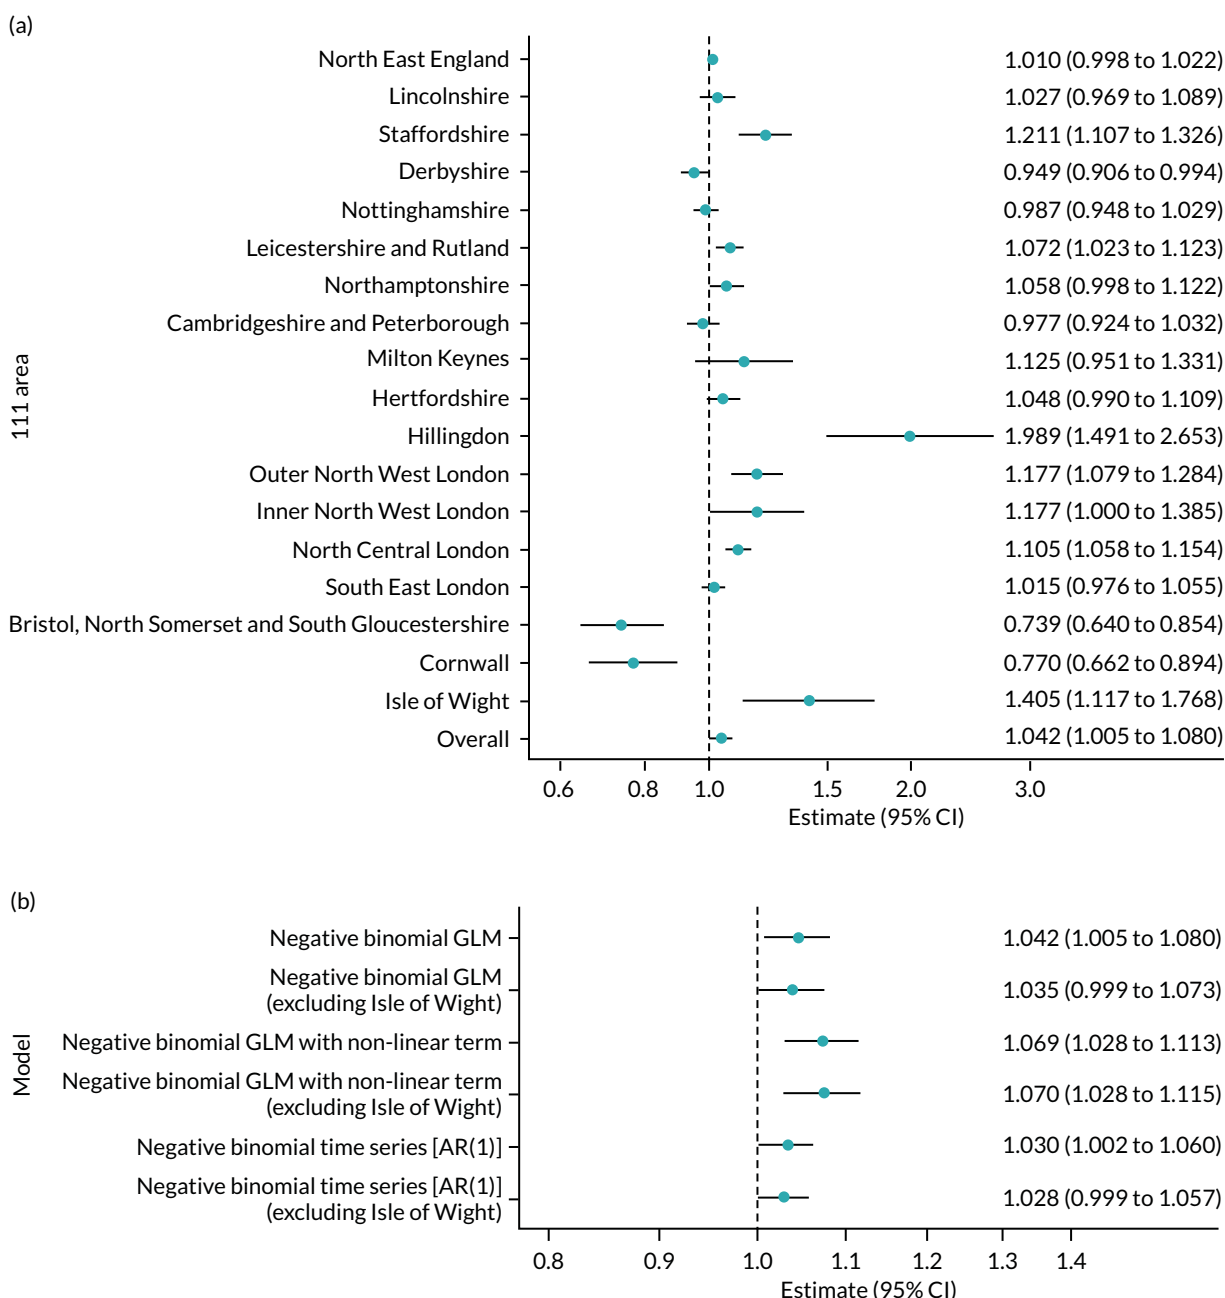 (a)
111 area
North East England 1.010 (0.998 to 1.022)
Lincolnshire 1.027 (0.969 to 1.089)
Staffordshire 1.211 (1.107 to 1.326)
Derbyshire 0.949 (0.906 to 0.994)
Nottinghamshire 0.987 (0.948 to 1.029)
Leicestershire and Rutland 1.072 (1.023 to 1.123)
Northamptonshire 1.058 (0.998 to 1.122)
Cambridgeshire and Peterborough 0.977 (0.924 to 1.032)
Milton Keynes 1.125 (0.951 to 1.331)
Hertfordshire 1.048 (0.990 to 1.109)
Hillingdon 1.989 (1.491 to 2.653)
Outer North West London 1.177 (1.079 to 1.284)
Inner North West London 1.177 (1.000 to 1.385)
North Central London 1.105 (1.058 to 1.154)
South East London 1.015 (0.976 to 1.055)
Bristol, North Somerset and South Gloucestershire 0.739 (0.640 to 0.854)
Cornwall 0.770 (0.662 to 0.894)
Isle of Wight 1.405 (1.117 to 1.768)
Overall 1.042 (1.005 to 1.080)
0.6 0.8 1.0 1.5 2.0 3.0
Estimate (95% CI)
(b)
Model
Negative binomial GLM 1.042 (1.005 to 1.080)
Negative binomial GLM
(excluding Isle of Wight) 1.035 (0.999 to 1.073)
Negative binomial GLM with non-linear term 1.069 (1.028 to 1.113)
Negative binomial GLM with non-linear term
(excluding Isle of Wight) 1.070 (1.028 to 1.115)
Negative binomial time series [AR(1)] 1.030 (1.002 to 1.060)
Negative binomial time series [AR(1)]
(excluding Isle of Wight) 1.028 (0.999 to 1.057)
0.8 0.9 1.0 1.1 1.2 1.3 1.4
Estimate (95% CI)